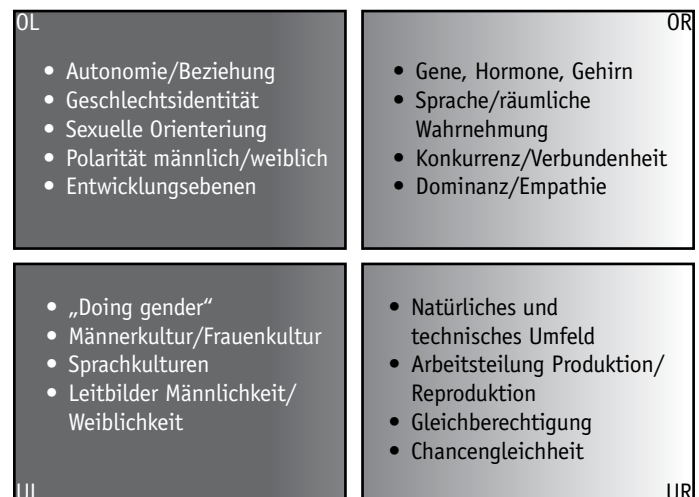 OL
• Autonomie/Beziehung
• Geschlechtsidentität
• Sexuelle Orienteriung
• Polarität männlich/weiblich
• Entwicklungsebenen
OR
• Gene, Hormone, Gehirn
• Sprache/räumliche
Wahrnehmung
• Konkurrenz/Verbundenheit
• Dominanz/Empathie
• „Doing gender“
• Männerkultur/Frauenkultur
• Sprachkulturen
• Leitbilder Männlichkeit/
Weiblichkeit
UL
• Natürliches und
technisches Umfeld
• Arbeitsteilung Produktion/
Reproduktion
• Gleichberechtigung
• Chancengleichheit
UR